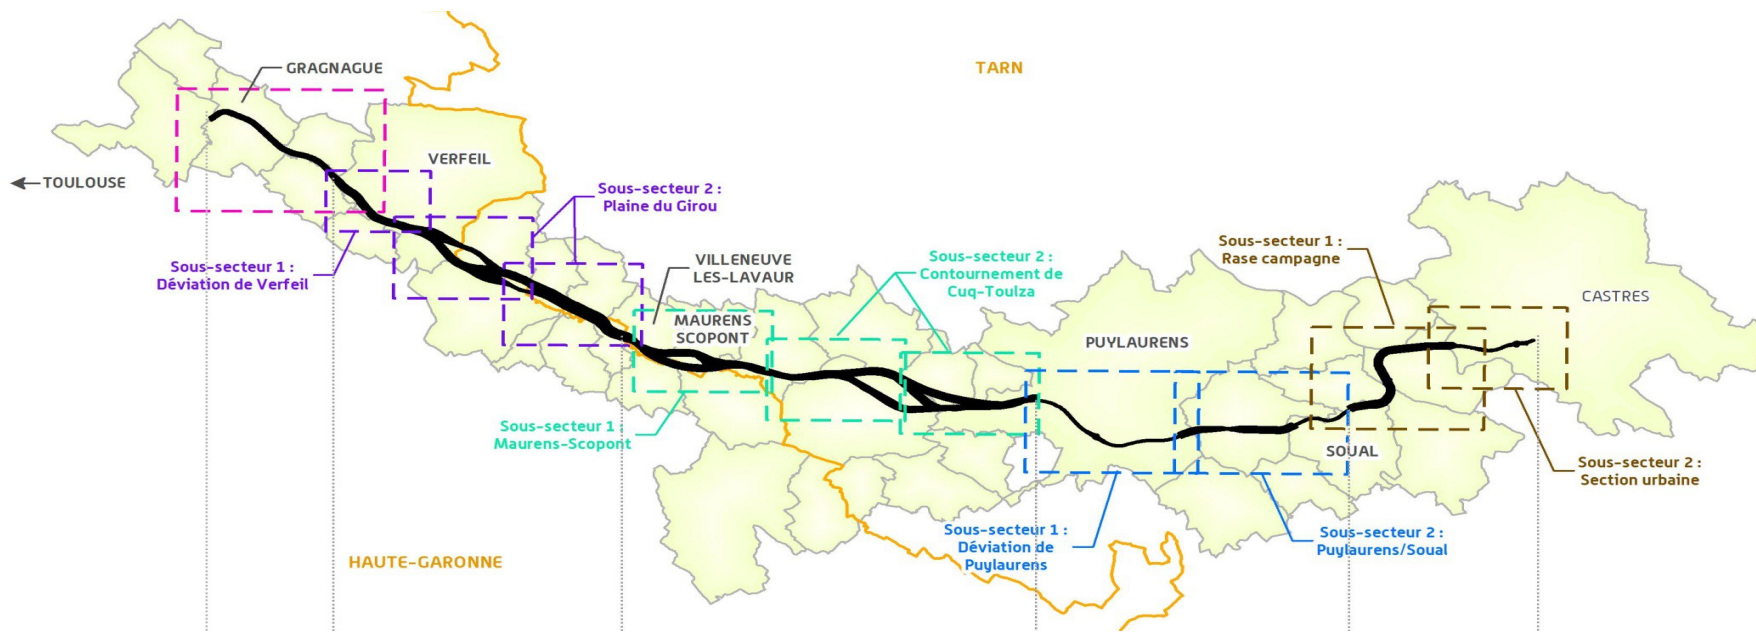 GRAGNAGUE
TARN
VERFEIL
TOULOUSE
Sous-secteur 2 :
Plaine du Girou
Sous-secteur 1 :
Déviation de Verfeil
VILLENEUVE
LES-LAVAUR
MAURENS
SCOPONT
Sous-secteur 2 :
Contournement de
Cuq-Toulza
Sous-secteur 1 :
Rase campagne
CASTRES
PUYLAURENS
Sous-secteur 1 :
Maurens-Scopont
SOUAL
Sous-secteur 2 :
Section urbaine
Sous-secteur 1 :
Déviation de
Puylaurens
Sous-secteur 2 :
Puylaurens/Soual
HAUTE-GARONNE